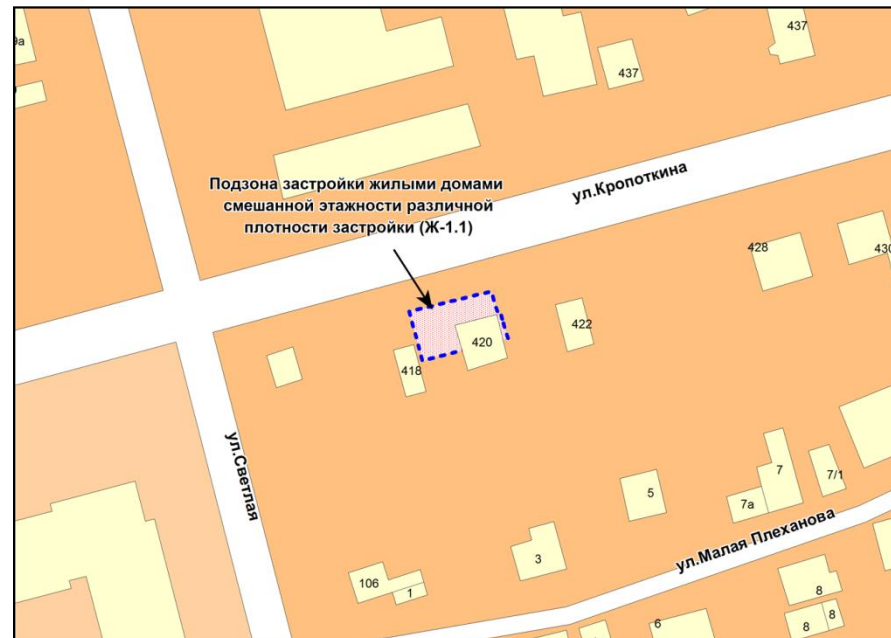 9а
437
437
ул.Кропоткина
Подзона застройки жилыми домами
смешанной этажности различной
плотности застройки (Ж-1.1)
428
430
422
420
418
ул.Светлая
7
7/1
5
7а
ул.Малая Плеханова
3
106
1
8
8
8
6